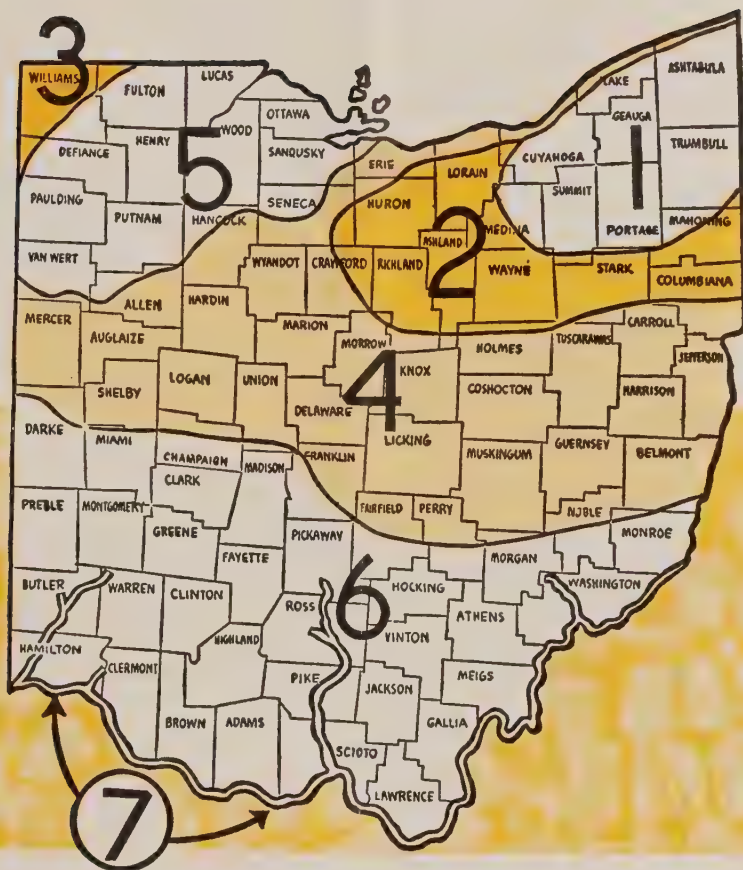 3
WILLIAMS
FULTON
LUCAS
OTTAWA
WOOD
SANDUSKY
DEFIANCE
HENRY
5
PAULDING
PUTNAM
HANCOCK
SENECA
VAN WERT
ERIE
LORAIN
HURON
ASHLAND
MEDINA
2
LAKE
ASHTABULA
GEAUGA
CUYAHOGA
1
TRUMBULL
SUMMIT
PORTAGE
MAHONING
WYANDOT
CRAWFORD
RICHLAND
WAYNE
STARK
COLUMBIANA
ALLEN
HARDIN
MERCER
AUGLAIZE
MARION
MORROW
HOLMES
TUSCARAWAS
CARROLL
JEFFERSON
4
KNOX
LOGAN
UNION
SHELBY
DELAWARE
COSHOCTON
HARRISON
LICKING
GUERNSEY
BELMONT
MUSKINGUM
DARKE
MIAMI
CHAMPAIGN
MADISON
FRANKLIN
CLARK
FAIRFIELD
PERRY
NOBLE
PREBLE
MONTGOMERY
GREENE
PICKAWAY
MORGAN
MONROE
FAYETTE
6
HOCKING
WASHINGTON
BUTLER
WARREN
CLINTON
ROSS
ATHENS
VINTON
HIGHLAND
HAMILTON
CLERMONT
PIKE
MEIGS
JACKSON
BROWN
ADAMS
GALLIA
SCIOTO
LAWRENCE
7